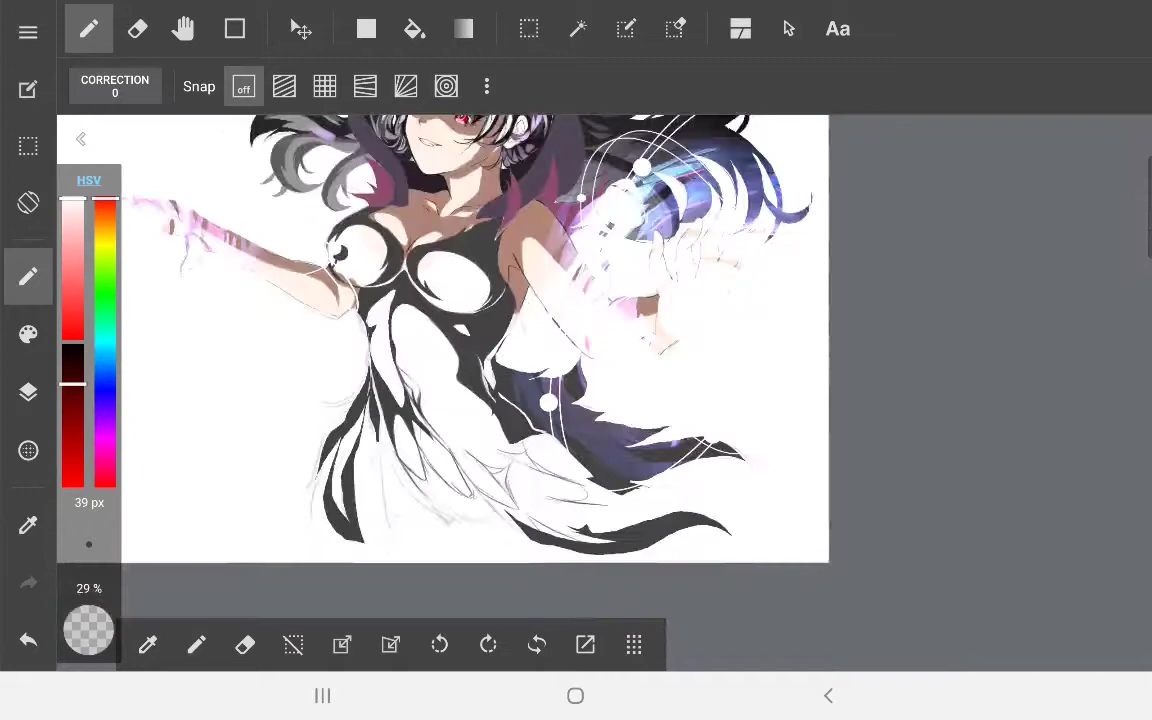 Aa
CORRECTION
0
Snap
off
HSV
39 px
29 %